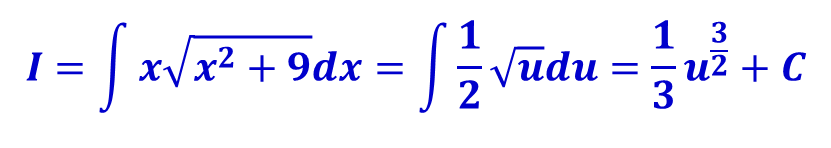 I = ∫ x√(x² + 9)dx = ∫ 1/2 √u du = 1/3 u^(3/2) + C